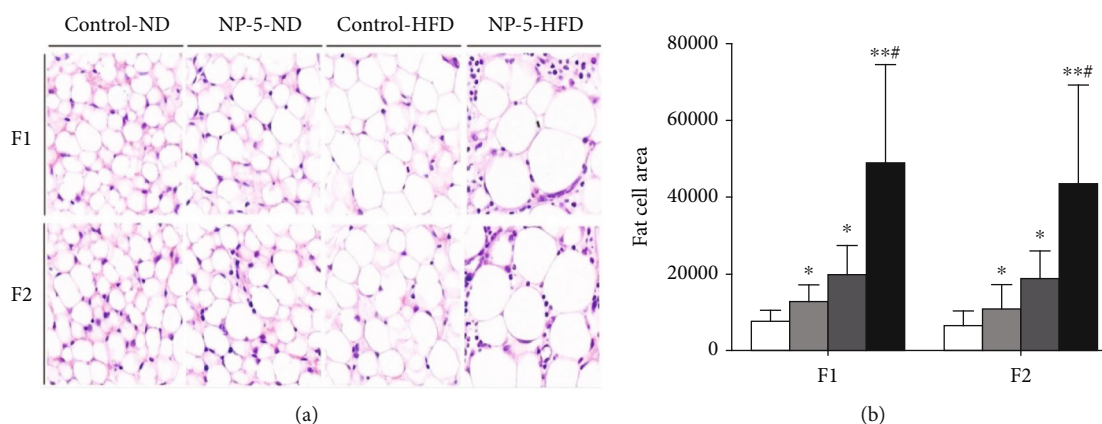 Control-ND NP-5-ND Control-HFD NP-5-HFD
F1
F2
(a)
80000
60000
40000
20000
0
Fat cell area
*
*
**#
*
*
**#
F1 F2
(b)